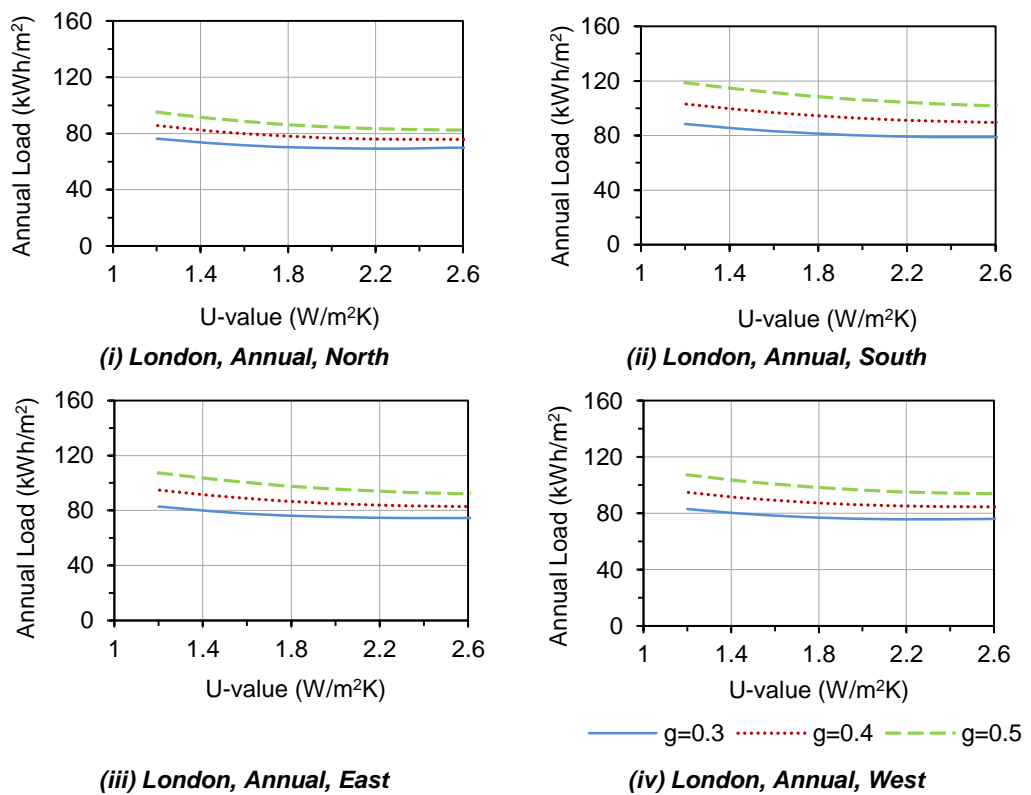 160
120
80
40
0
Annual Load (kWh/m²)
1 1.4 1.8 2.2 2.6
U-value (W/m²K)
(i) London, Annual, North
160
120
80
40
0
Annual Load (kWh/m²)
1 1.4 1.8 2.2 2.6
U-value (W/m²K)
(ii) London, Annual, South
160
120
80
40
0
Annual Load (kWh/m²)
1 1.4 1.8 2.2 2.6
U-value (W/m²K)
(iii) London, Annual, East
160
120
80
40
0
Annual Load (kWh/m²)
1 1.4 1.8 2.2 2.6
U-value (W/m²K)
g=0.3 g=0.4 g=0.5
(iv) London, Annual, West